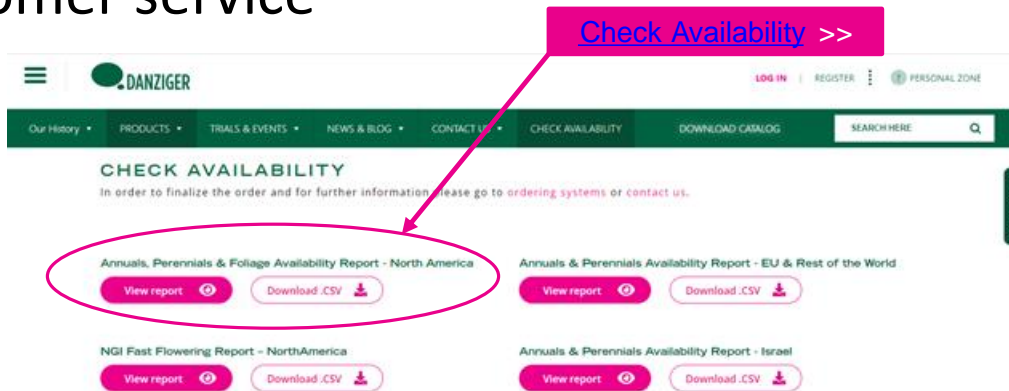 omer service
Check Availability >>
DANZIGER
LOG IN | REGISTER
PERSONAL ZONE
Our History
PRODUCTS
TRIALS & EVENTS
NEWS & BLOG
CONTACT US
CHECK AVAILABILITY
DOWNLOAD CATALOG
SEARCH HERE
CHECK AVAILABILITY
In order to finalize the order and for further information please go to ordering systems or contact us.
Annuals, Perennials & Foliage Availability Report - North America
View report
Download .CSV
Annuals & Perennials Availability Report - EU & Rest of the World
View report
Download .CSV
NGI Fast Flowering Report – NorthAmerica
View report
Download .CSV
Annuals & Perennials Availability Report - Israel
View report
Download .CSV